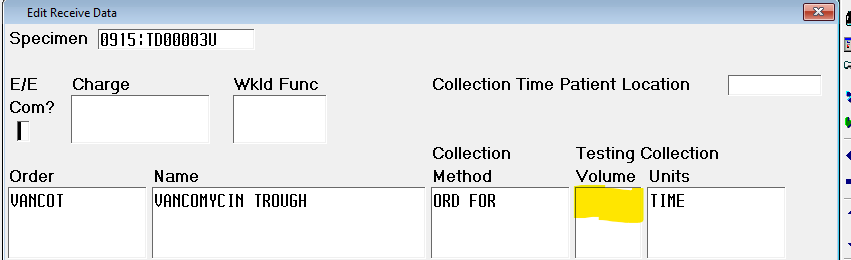 Edit Receive Data
Specimen 0915:TD00003U
E/E Charge Wkld Func Collection Time Patient Location
Com?
Collection Testing Collection
Order Name Method Volume Units
VANCOT VANCOMYCIN TROUGH ORD FOR TIME